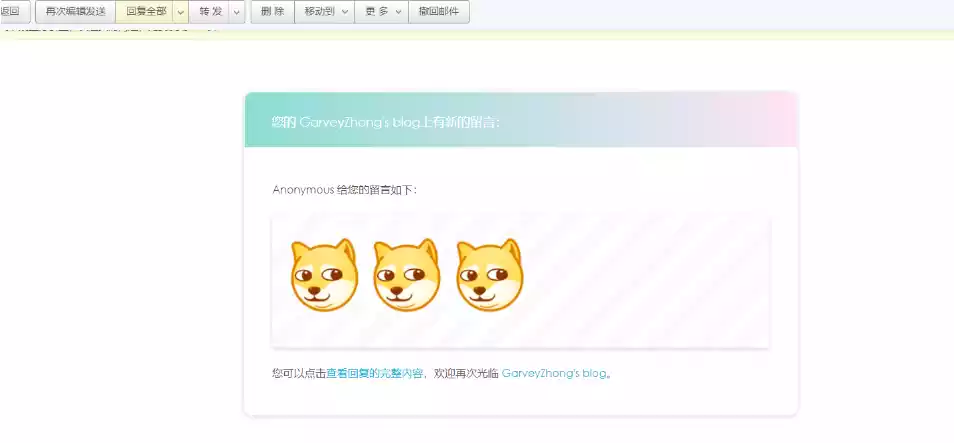 返回 再次编辑发送 回复全部 转 发 删 除 移动到 更 多 撤回邮件
您的 GarveyZhong's blog上有新的留言：
Anonymous 给您的留言如下：
您可以点击查看回复的完整内容，欢迎再次光临 GarveyZhong's blog。